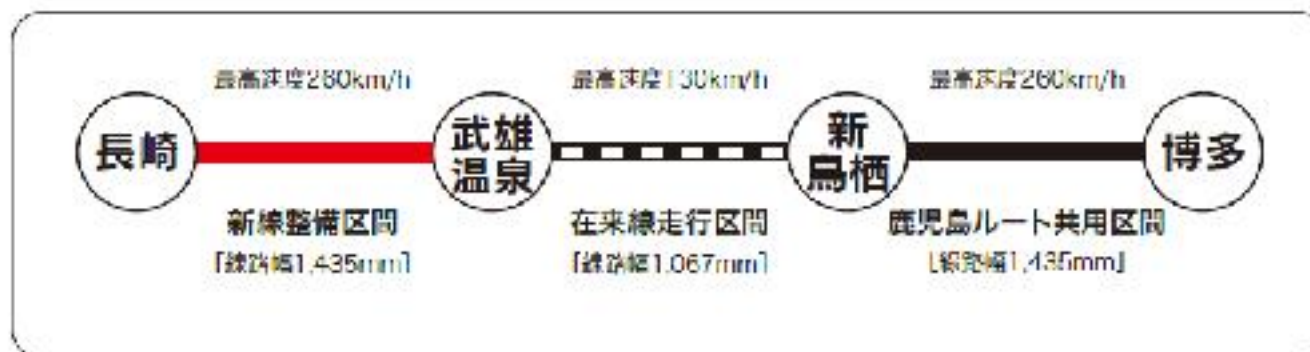 最高速度260km/h
最高速度130km/h
最高速度260km/h
長崎
武雄
温泉
新
鳥栖
博多
新線整備区間
在来線走行区間
鹿児島ルート共用区間
[線路幅1,435mm]
[線路幅1,067mm]
[線路幅1,435mm]